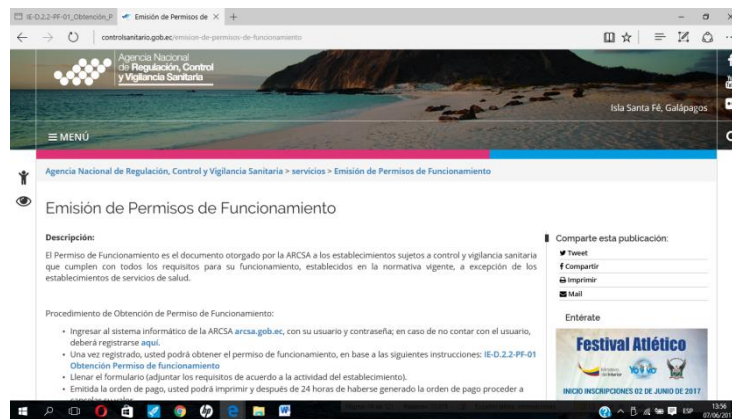 IE-D.2.2-PF-01_Obtención_P
Emisión de Permisos de
controlsanitario.gob.ec/emision-de-permisos-de-funcionamiento
Agencia Nacional
de Regulación, Control
y Vigilancia Sanitaria
Isla Santa Fé, Galápagos
MENÚ
Agencia Nacional de Regulación, Control y Vigilancia Sanitaria > servicios > Emisión de Permisos de Funcionamiento
Emisión de Permisos de Funcionamiento
Descripción:
El Permiso de Funcionamiento es el documento otorgado por la ARCSA a los establecimientos sujetos a control y vigilancia sanitaria
que cumplen con todos los requisitos para su funcionamiento, establecidos en la normativa vigente, a excepción de los
establecimientos de servicios de salud.
Procedimiento de Obtención de Permiso de Funcionamiento:
Ingresar al sistema informático de la ARCSA arcsa.gob.ec, con su usuario y contraseña; en caso de no contar con el usuario,
deberá registrarse aquí.
Una vez registrado, usted podrá obtener el permiso de funcionamiento, en base a las siguientes instrucciones: IE-D.2.2-PF-01
Obtención Permiso de funcionamiento
Llenar el formulario (adjuntar los requisitos de acuerdo a la actividad del establecimiento).
Emitida la orden de pago, usted podrá imprimir y después de 24 horas de haberse generado la orden de pago proceder a
cancelar su valor.
Comparte esta publicación:
Tweet
Compartir
Imprimir
Mail
Entérate
Festival Atlético
INICIO INSCRIPCIONES 02 DE JUNIO DE 2017
ESP
13:56
07/06/201